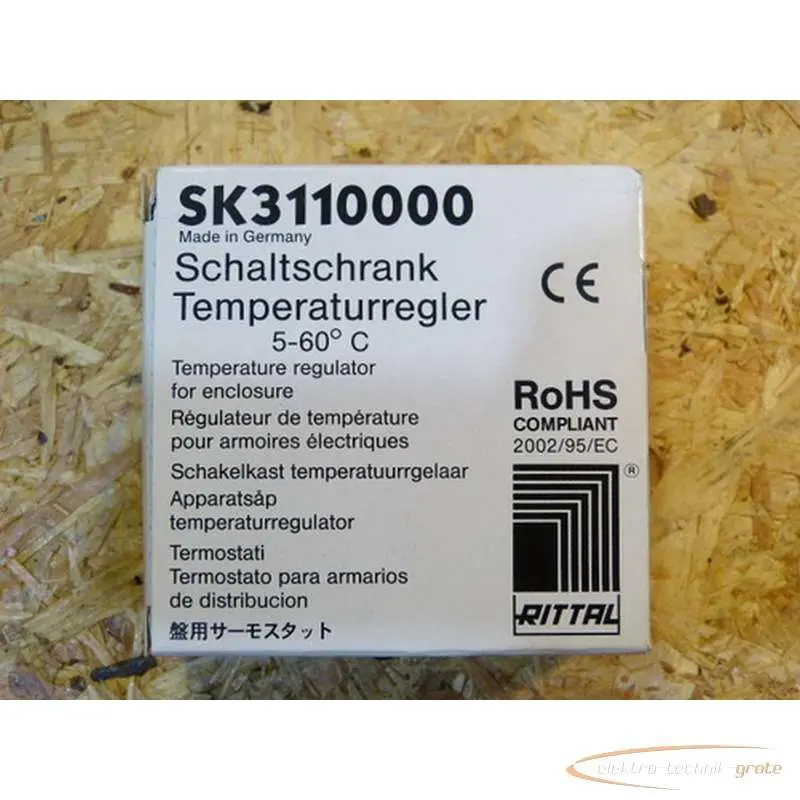 SK3110000
Made in Germany
Schaltschrank
Temperaturregler
5-60° C
Temperature regulator
for enclosure
Régulateur de température
pour armoires électriques
Schakelkast temperatuurrgelaar
Apparatsåp
temperaturregulator
Termostati
Termostato para armarios
de distribucion
盤用サーモスタット
CE
RoHS
COMPLIANT
2002/95/EC
®
RITTAL
elektro-technik-grote